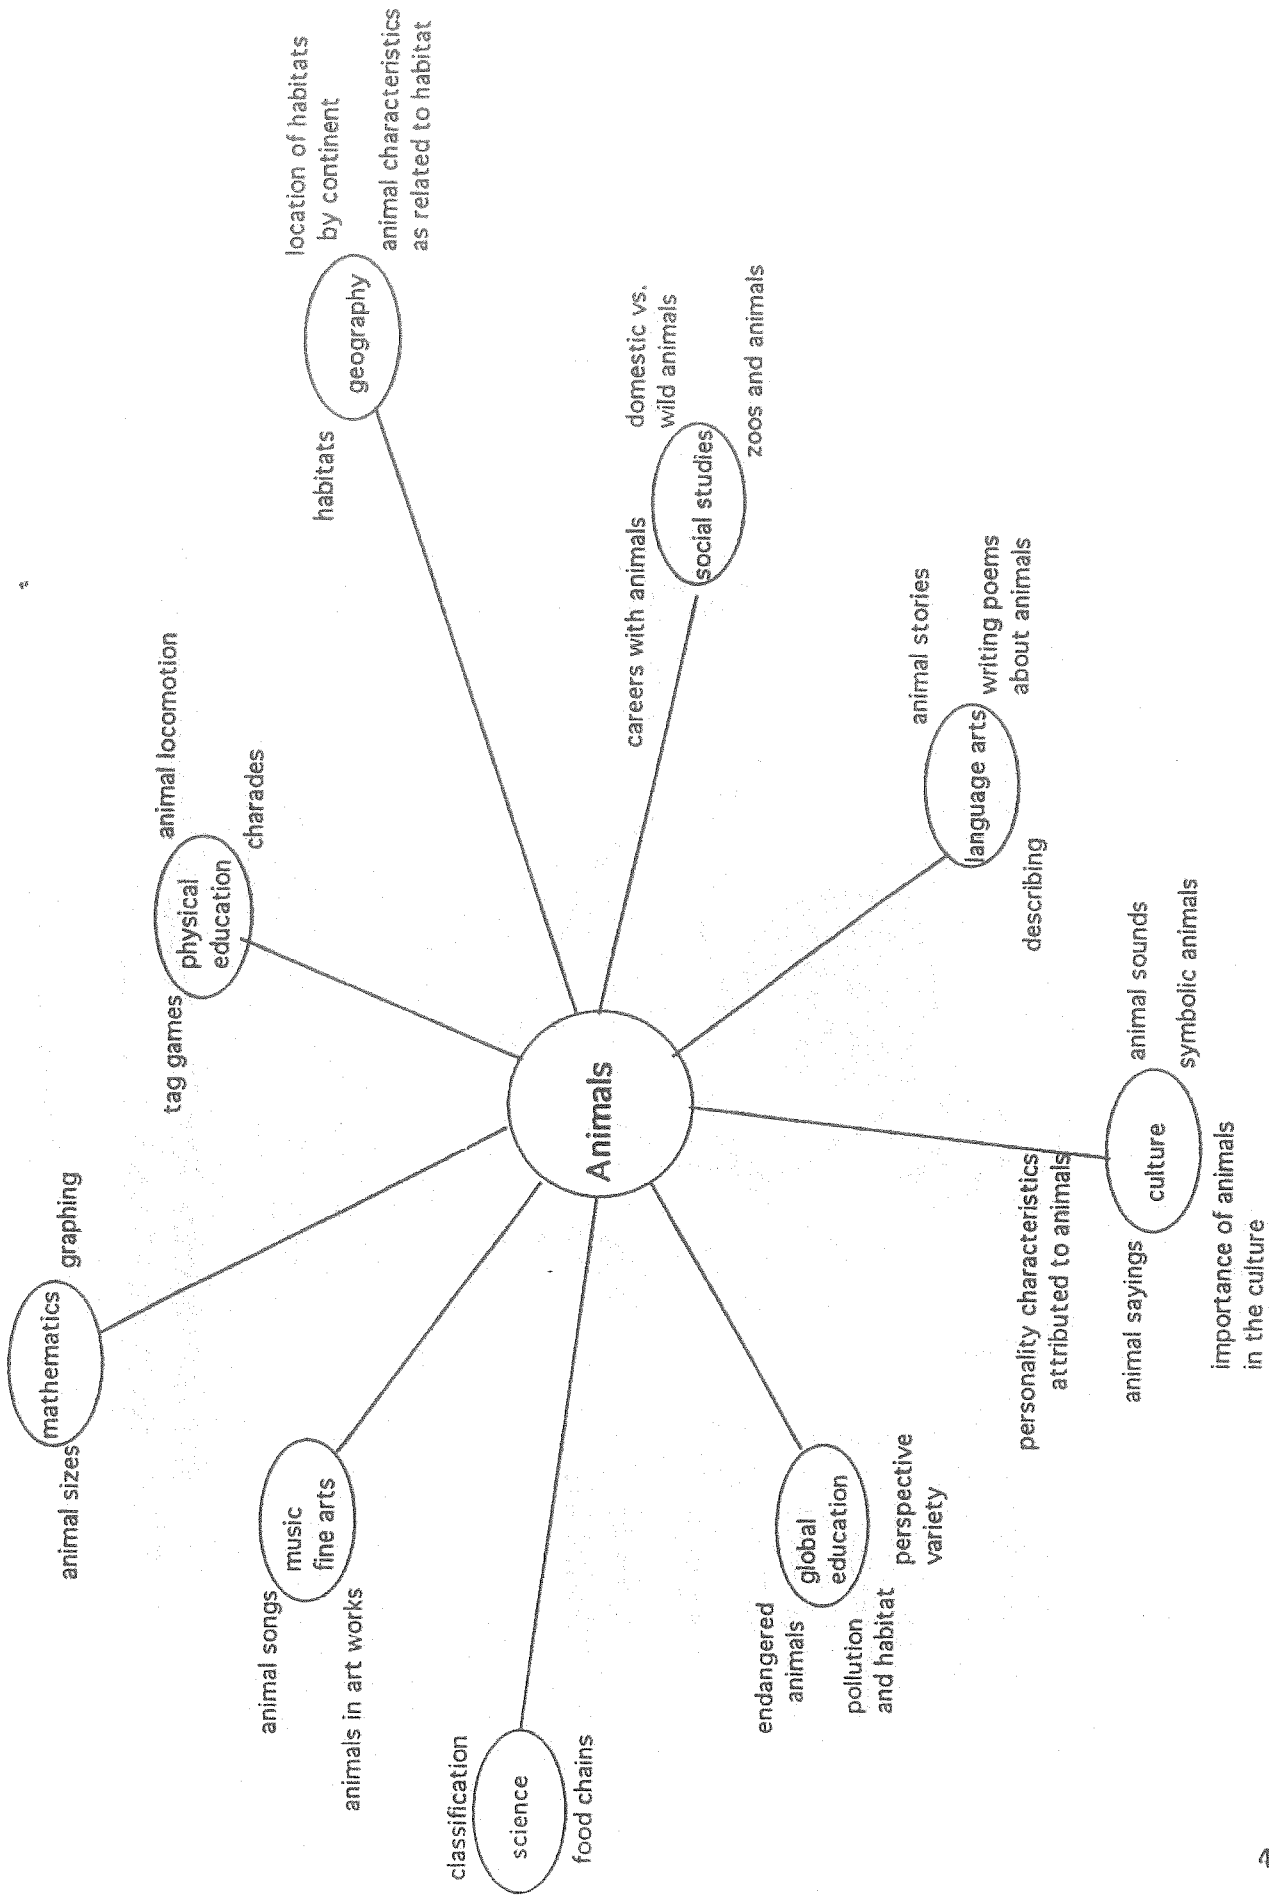 mathematics
graphing
animal sizes
physical
education
animal locomotion
charades
tag games
geography
location of habitats
by continent
animal characteristics
as related to habitat
habitats
music
fine arts
animal songs
animals in art works
Animals
social studies
domestic vs.
wild animals
zoos and animals
careers with animals
science
classification
food chains
global
education
endangered
animals
pollution
and habitat
perspective
variety
language arts
animal stories
writing poems
about animals
describing
culture
personality characteristics
attributed to animals
animal sayings
animal sounds
symbolic animals
importance of animals
in the culture